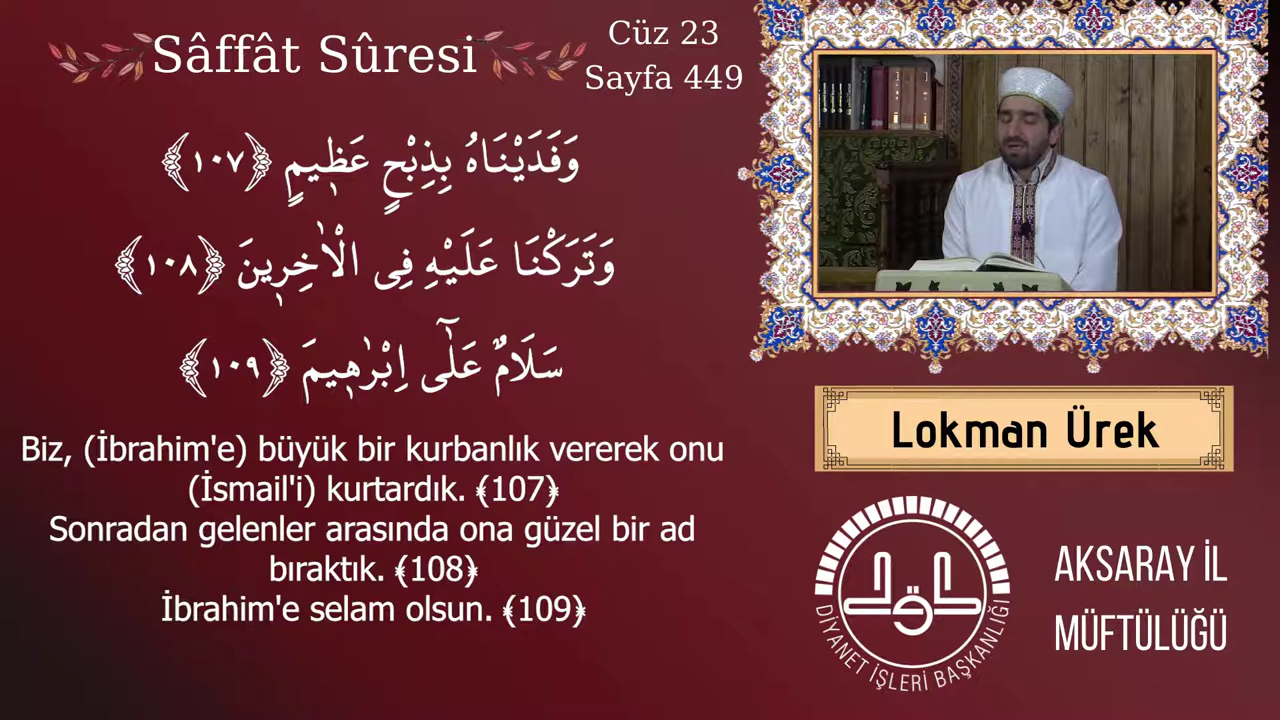 Sâffât Sûresi
Cüz 23
Sayfa 449
وَفَدَيْنَاهُ بِذِبْحٍ عَظ۪يمٍ ﴿١٠٧﴾
وَتَرَكْنَا عَلَيْهِ فِى الْاٰخِر۪ينَ ﴿١٠٨﴾
سَلَامٌ عَلٰٓى اِبْرٰه۪يمَ ﴿١٠٩﴾
Biz, (İbrahim'e) büyük bir kurbanlık vererek onu
(İsmail'i) kurtardık. ﴾107﴿
Sonradan gelenler arasında ona güzel bir ad
bıraktık. ﴾108﴿
İbrahim'e selam olsun. ﴾109﴿
Lokman Ürek
DİYANET İŞLERİ BAŞKANLIĞI
AKSARAY İL
MÜFTÜLÜĞÜ